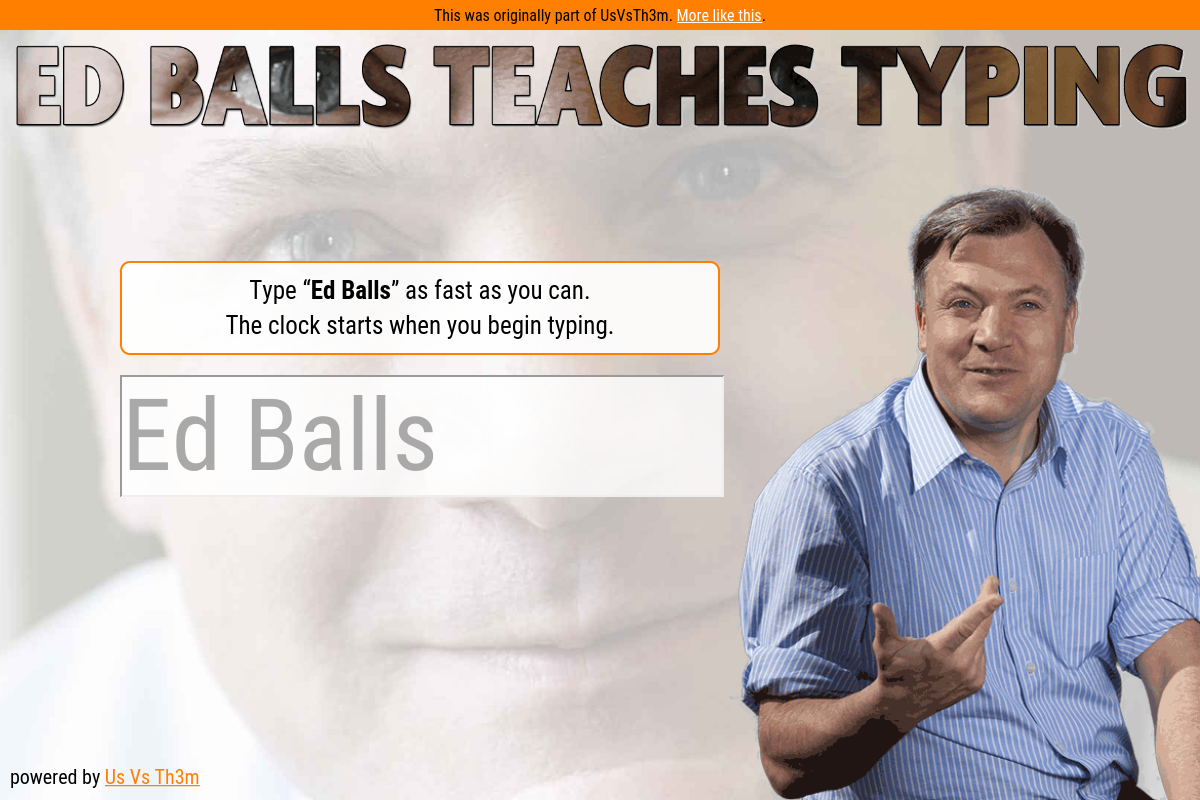 This was originally part of UsVsTh3m. More like this.
ED BALLS TEACHES TYPING
Type “Ed Balls” as fast as you can.
The clock starts when you begin typing.
Ed Balls
powered by Us Vs Th3m